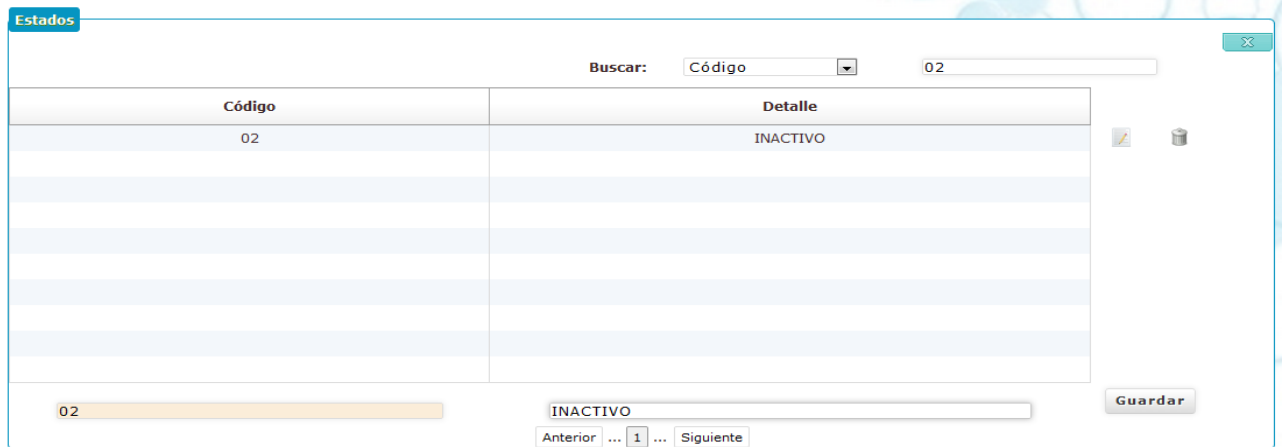 Estados
Buscar: Código 02
Código Detalle
02 INACTIVO
02 INACTIVO Guardar
Anterior ... 1 ... Siguiente